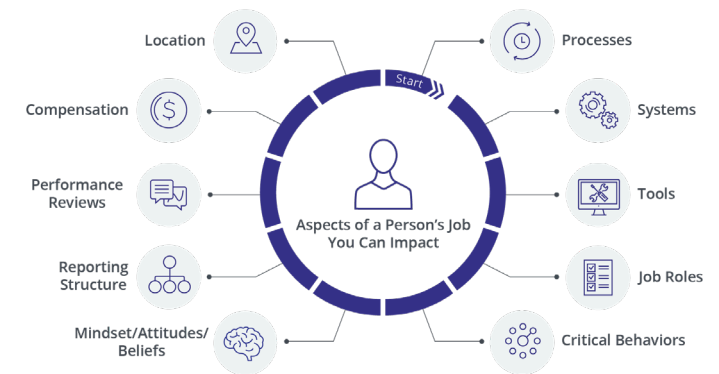 Start
Processes
Systems
Tools
Job Roles
Critical Behaviors
Mindset/Attitudes/
Beliefs
Reporting
Structure
Performance
Reviews
Compensation
Location
Aspects of a Person's Job
You Can Impact
$